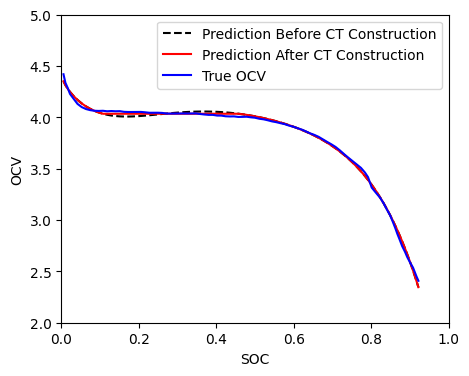 5.0
4.5
4.0
3.5
3.0
2.5
2.0
OCV
Prediction Before CT Construction
Prediction After CT Construction
True OCV
0.0 0.2 0.4 0.6 0.8 1.0
SOC